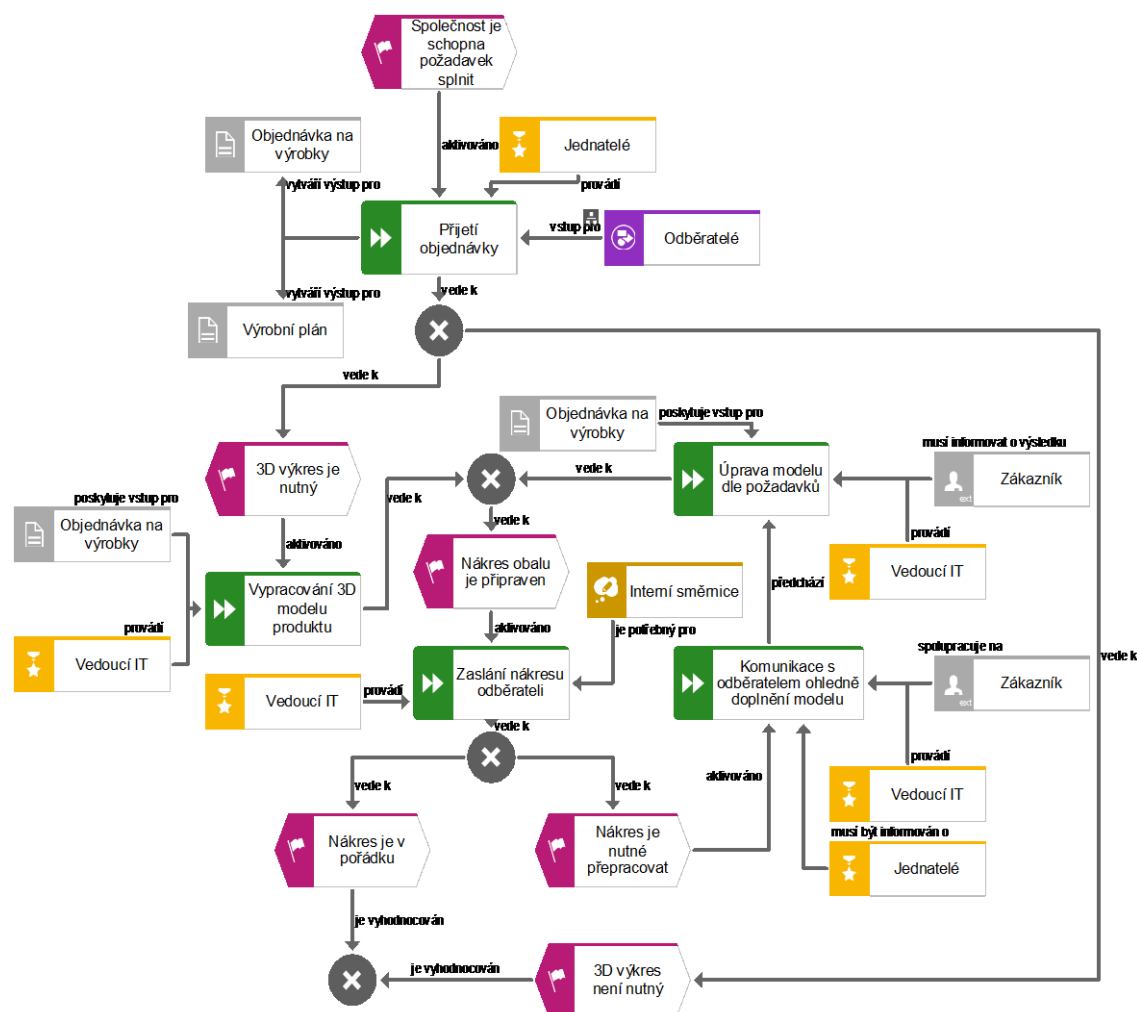 Společnost je
schopna
požadavek
splnit
Objednávka na
výrobky
aktivováno
Jednatelé
vytváří výstup pro
provádí
Přijetí
objednávky
vstup pro
Odběratelé
vytváří výstup pro
vede k
Výrobní plán
vede k
Objednávka na
výrobky
poskytuje vstup pro
musí informovat o výsledku
3D výkres je
nutný
vede k
Úprava modelu
dle požadavků
Zákazník
ext
poskytuje vstup pro
vede k
vede k
Objednávka na
výrobky
aktivováno
Nákres obalu
je připraven
provádí
Vedoucí IT
předchází
Vypracování 3D
modelu
produktu
Interní směrnice
provádí
aktivováno
je potřebný pro
Vedoucí IT
spolupracuje na
vede k
Zaslání nákresu
odběrateli
Komunikace s
odběratelem ohledně
doplnění modelu
Zákazník
ext
Vedoucí IT
provádí
vede k
provádí
vede k
vede k
aktivováno
Vedoucí IT
musí být informován o
Nákres je v
pořádku
Nákres je
nutné
přepracovat
Jednatelé
je vyhodnocován
je vyhodnocován
3D výkres
není nutný